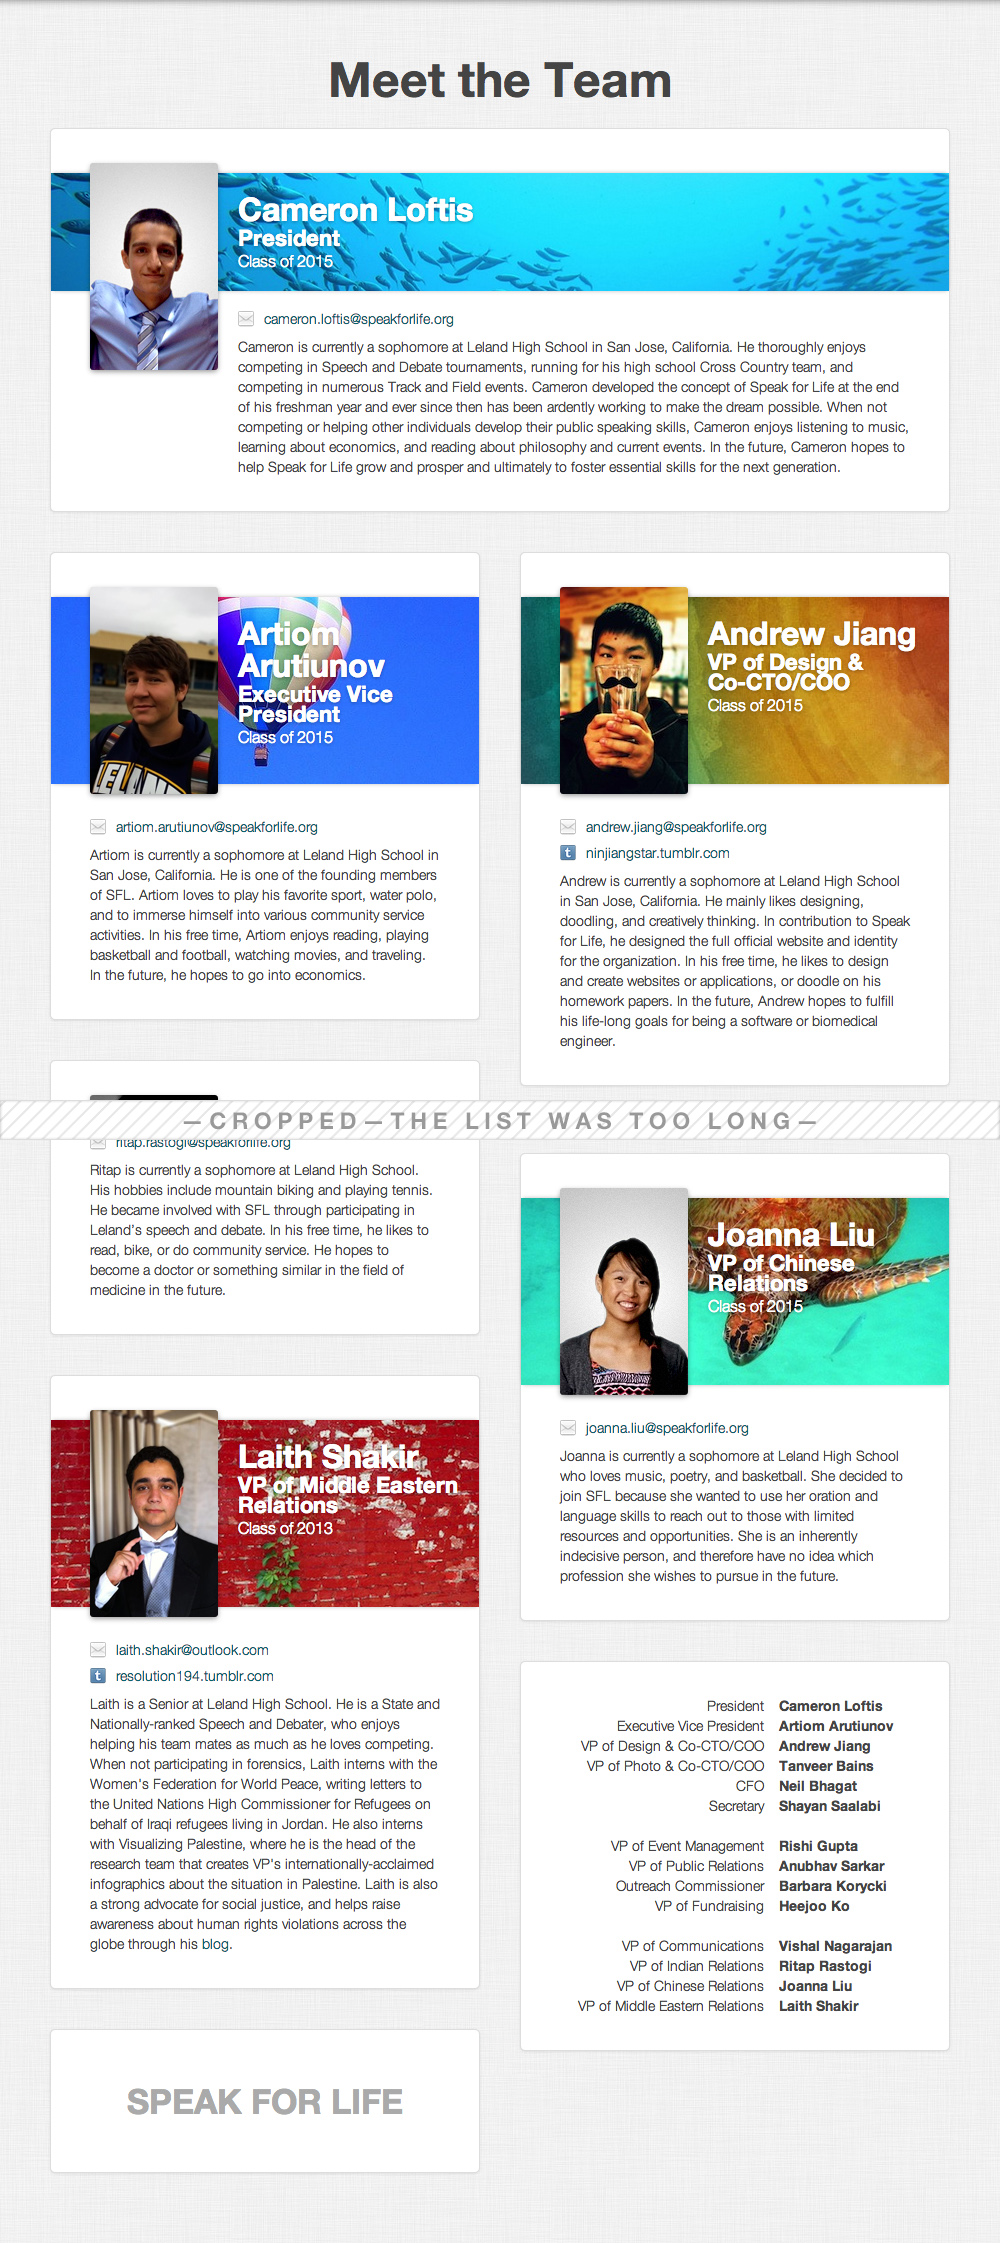 Meet the Team
Cameron Loftis
President
Class of 2015
cameron.loftis@speakforlife.org
Cameron is currently a sophomore at Leland High School in San Jose, California. He thoroughly enjoys
competing in Speech and Debate tournaments, running for his high school Cross Country team, and
competing in numerous Track and Field events. Cameron developed the concept of Speak for Life at the end
of his freshman year and ever since then has been ardently working to make the dream possible. When not
competing or helping other individuals develop their public speaking skills, Cameron enjoys listening to music,
learning about economics, and reading about philosophy and current events. In the future, Cameron hopes to
help Speak for Life grow and prosper and ultimately to foster essential skills for the next generation.
Artiom
Arutiunov
Executive Vice
President
Class of 2015
artiom.arutiunov@speakforlife.org
Artiom is currently a sophomore at Leland High School in
San Jose, California. He is one of the founding members
of SFL. Artiom loves to play his favorite sport, water polo,
and to immerse himself into various community service
activities. In his free time, Artiom enjoys reading, playing
basketball and football, watching movies, and traveling.
In the future, he hopes to go into economics.
Andrew Jiang
VP of Design &
Co-CTO/COO
Class of 2015
andrew.jiang@speakforlife.org
ninjiangstar.tumblr.com
Andrew is currently a sophomore at Leland High School
in San Jose, California. He mainly likes designing,
doodling, and creatively thinking. In contribution to Speak
for Life, he designed the full official website and identity
for the organization. In his free time, he likes to design
and create websites or applications, or doodle on his
homework papers. In the future, Andrew hopes to fulfill
his life-long goals for being a software or biomedical
engineer.
—CROPPED—THE LIST WAS TOO LONG—
ritap.rastogi@speakforlife.org
Ritap is currently a sophomore at Leland High School.
His hobbies include mountain biking and playing tennis.
He became involved with SFL through participating in
Leland's speech and debate. In his free time, he likes to
read, bike, or do community service. He hopes to
become a doctor or something similar in the field of
medicine in the future.
Joanna Liu
VP of Chinese
Relations
Class of 2015
joanna.liu@speakforlife.org
Joanna is currently a sophomore at Leland High School
who loves music, poetry, and basketball. She decided to
join SFL because she wanted to use her oration and
language skills to reach out to those with limited
resources and opportunities. She is an inherently
indecisive person, and therefore have no idea which
profession she wishes to pursue in the future.
Laith Shakir
VP of Middle Eastern
Relations
Class of 2013
laith.shakir@outlook.com
resolution194.tumblr.com
Laith is a Senior at Leland High School. He is a State and
Nationally-ranked Speech and Debater, who enjoys
helping his team mates as much as he loves competing.
When not participating in forensics, Laith interns with the
Women's Federation for World Peace, writing letters to
the United Nations High Commissioner for Refugees on
behalf of Iraqi refugees living in Jordan. He also interns
with Visualizing Palestine, where he is the head of the
research team that creates VP's internationally-acclaimed
infographics about the situation in Palestine. Laith is also
a strong advocate for social justice, and helps raise
awareness about human rights violations across the
globe through his blog.
President Cameron Loftis
Executive Vice President Artiom Arutiunov
VP of Design & Co-CTO/COO Andrew Jiang
VP of Photo & Co-CTO/COO Tanveer Bains
CFO Neil Bhagat
Secretary Shayan Saalabi
VP of Event Management Rishi Gupta
VP of Public Relations Anubhav Sarkar
Outreach Commissioner Barbara Korycki
VP of Fundraising Heejoo Ko
VP of Communications Vishal Nagarajan
VP of Indian Relations Ritap Rastogi
VP of Chinese Relations Joanna Liu
VP of Middle Eastern Relations Laith Shakir
SPEAK FOR LIFE